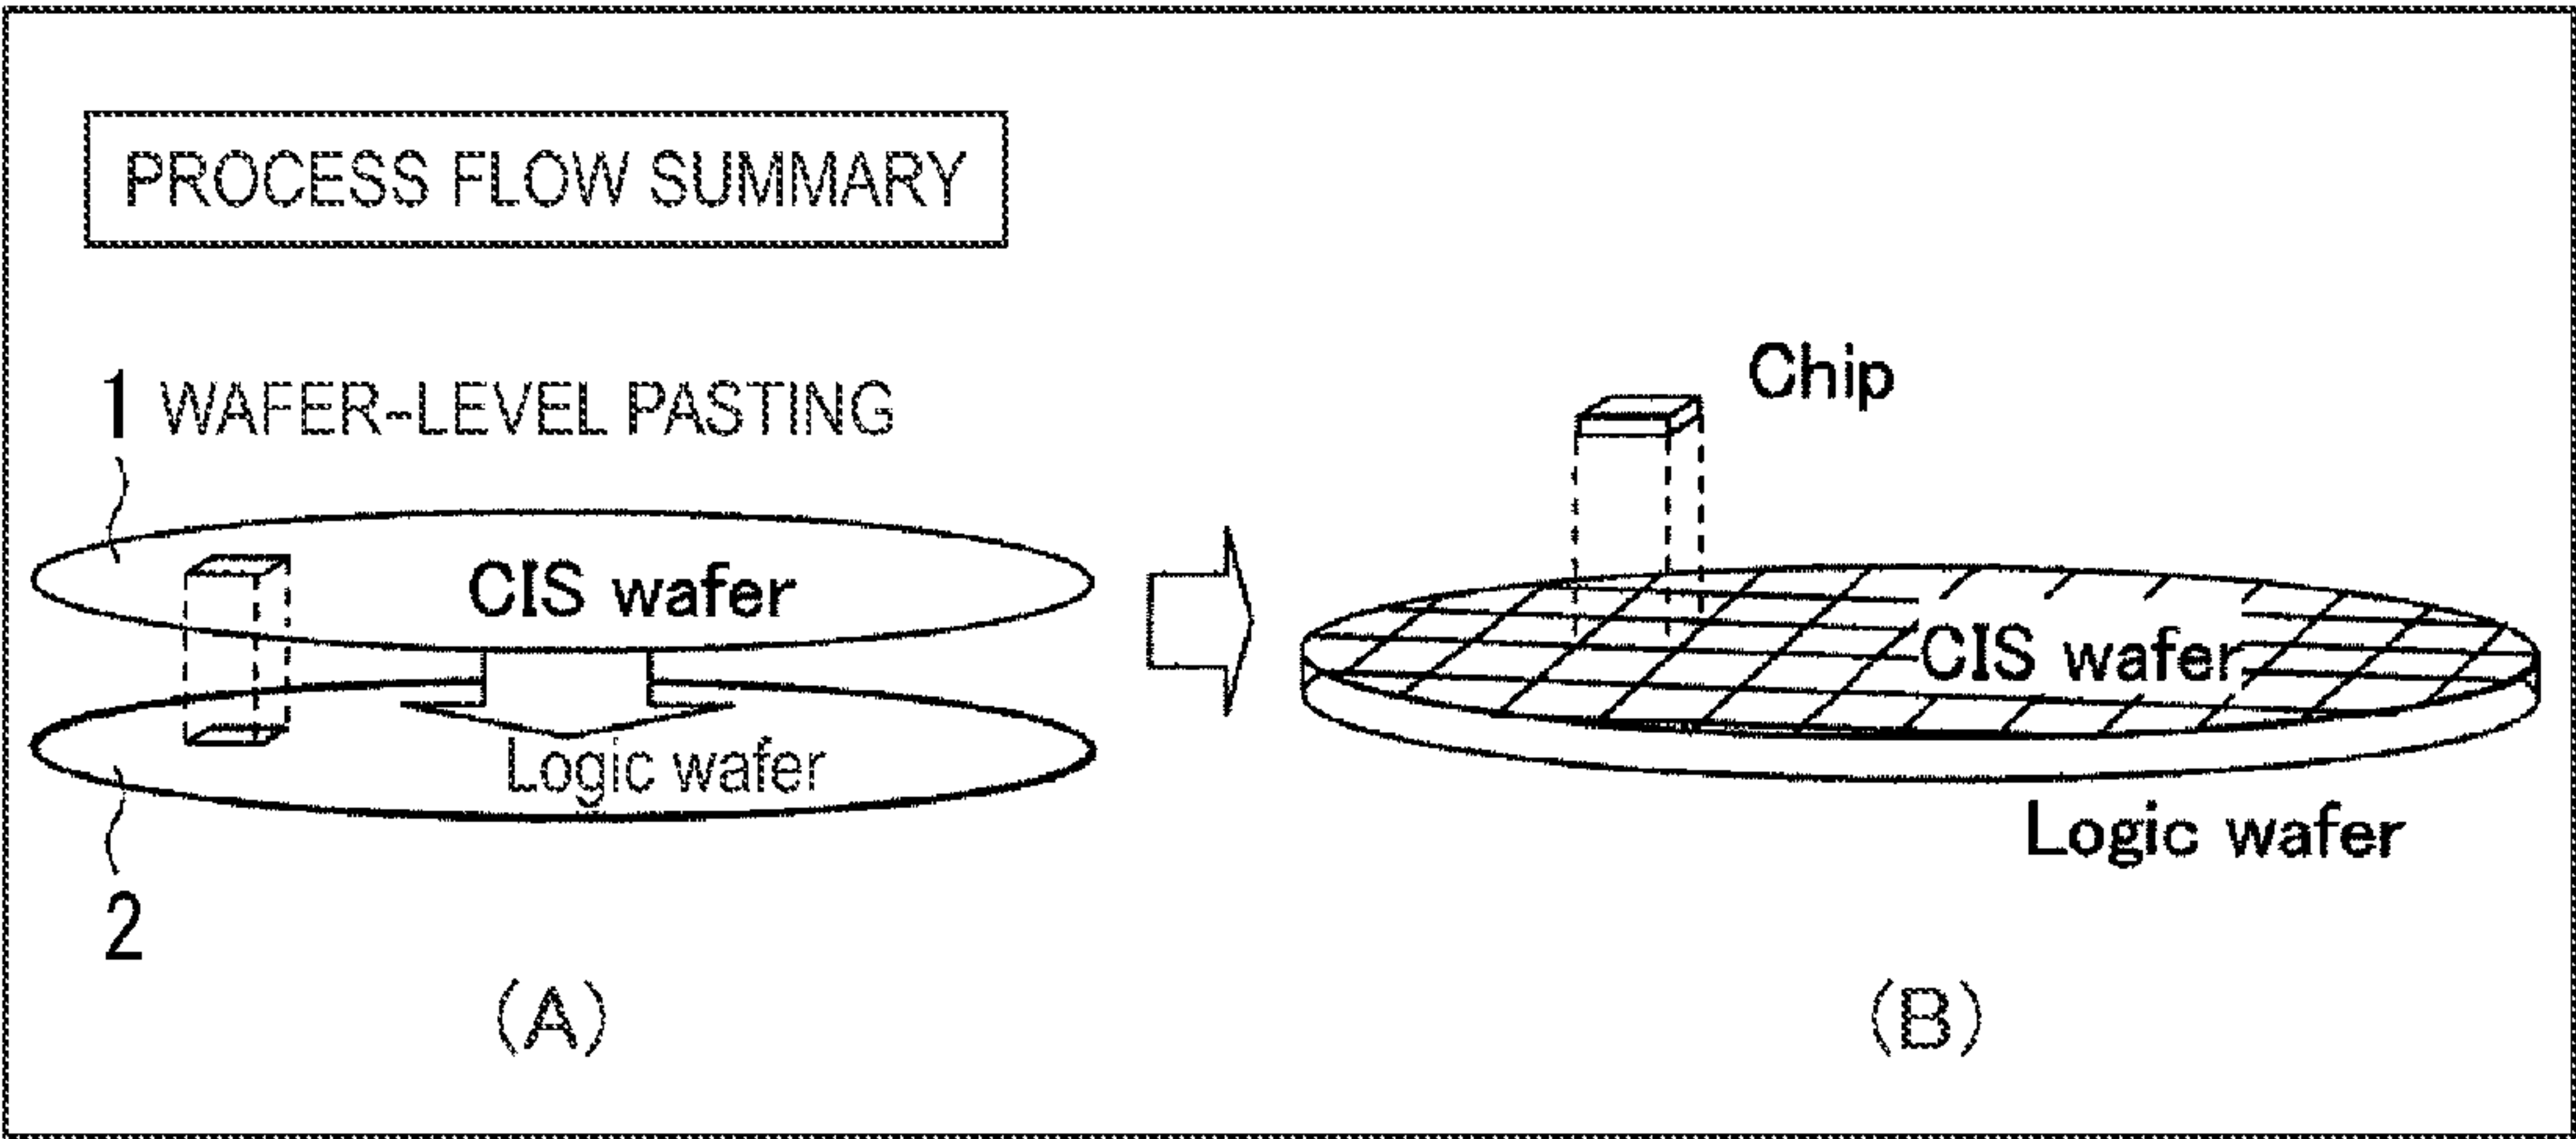 PROCESS FLOW SUMMARY
1 WAFER-LEVEL PASTING
CIS wafer
Logic wafer
2
(A)
Chip
CIS wafer
Logic wafer
(B)